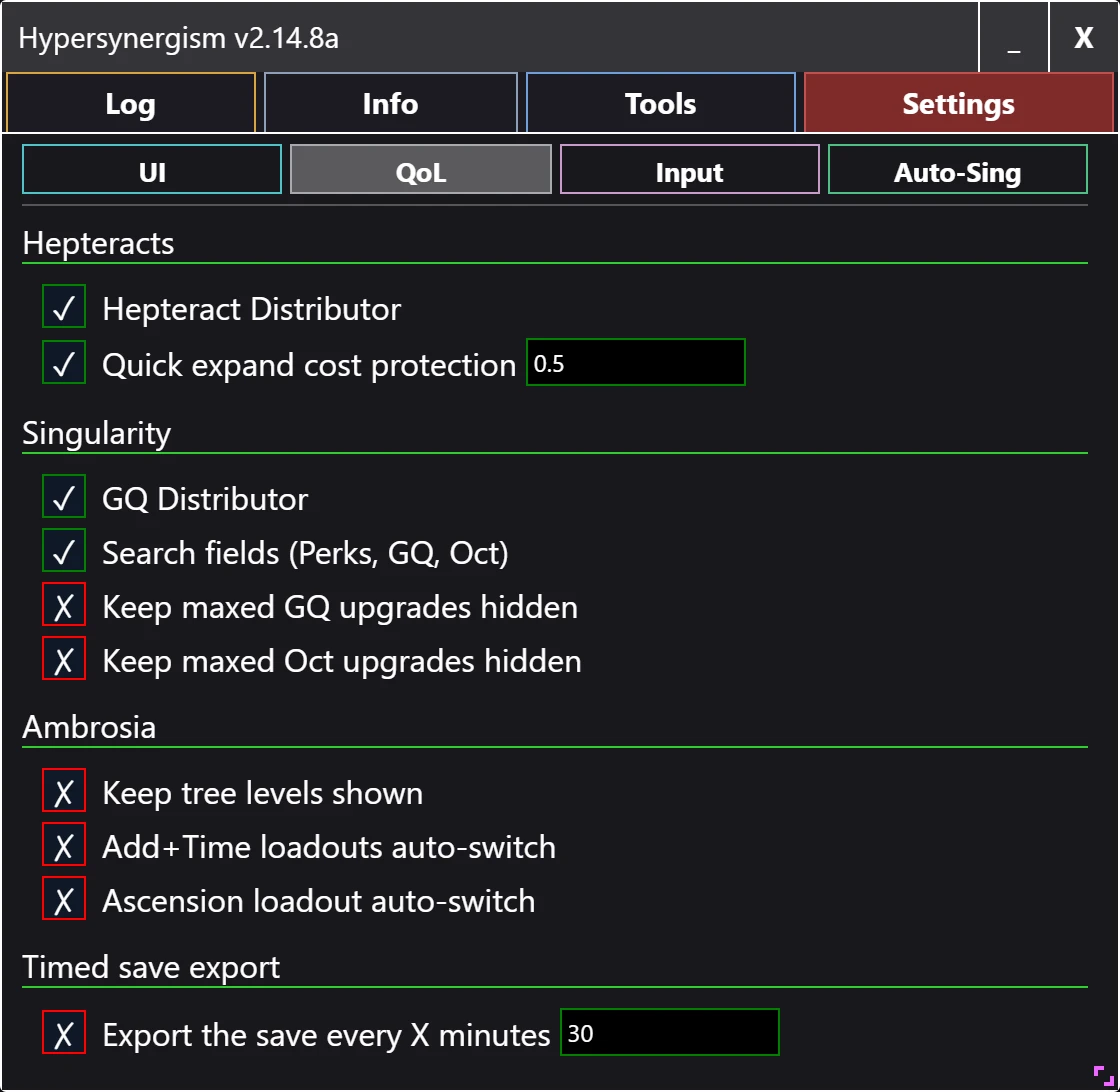 Hypersynergism v2.14.8a _ X
Log Info Tools Settings
UI QoL Input Auto-Sing
Hepteracts
✓ Hepteract Distributor
✓ Quick expand cost protection 0.5
Singularity
✓ GQ Distributor
✓ Search fields (Perks, GQ, Oct)
✗ Keep maxed GQ upgrades hidden
✗ Keep maxed Oct upgrades hidden
Ambrosia
✗ Keep tree levels shown
✗ Add+Time loadouts auto-switch
✗ Ascension loadout auto-switch
Timed save export
✗ Export the save every X minutes 30